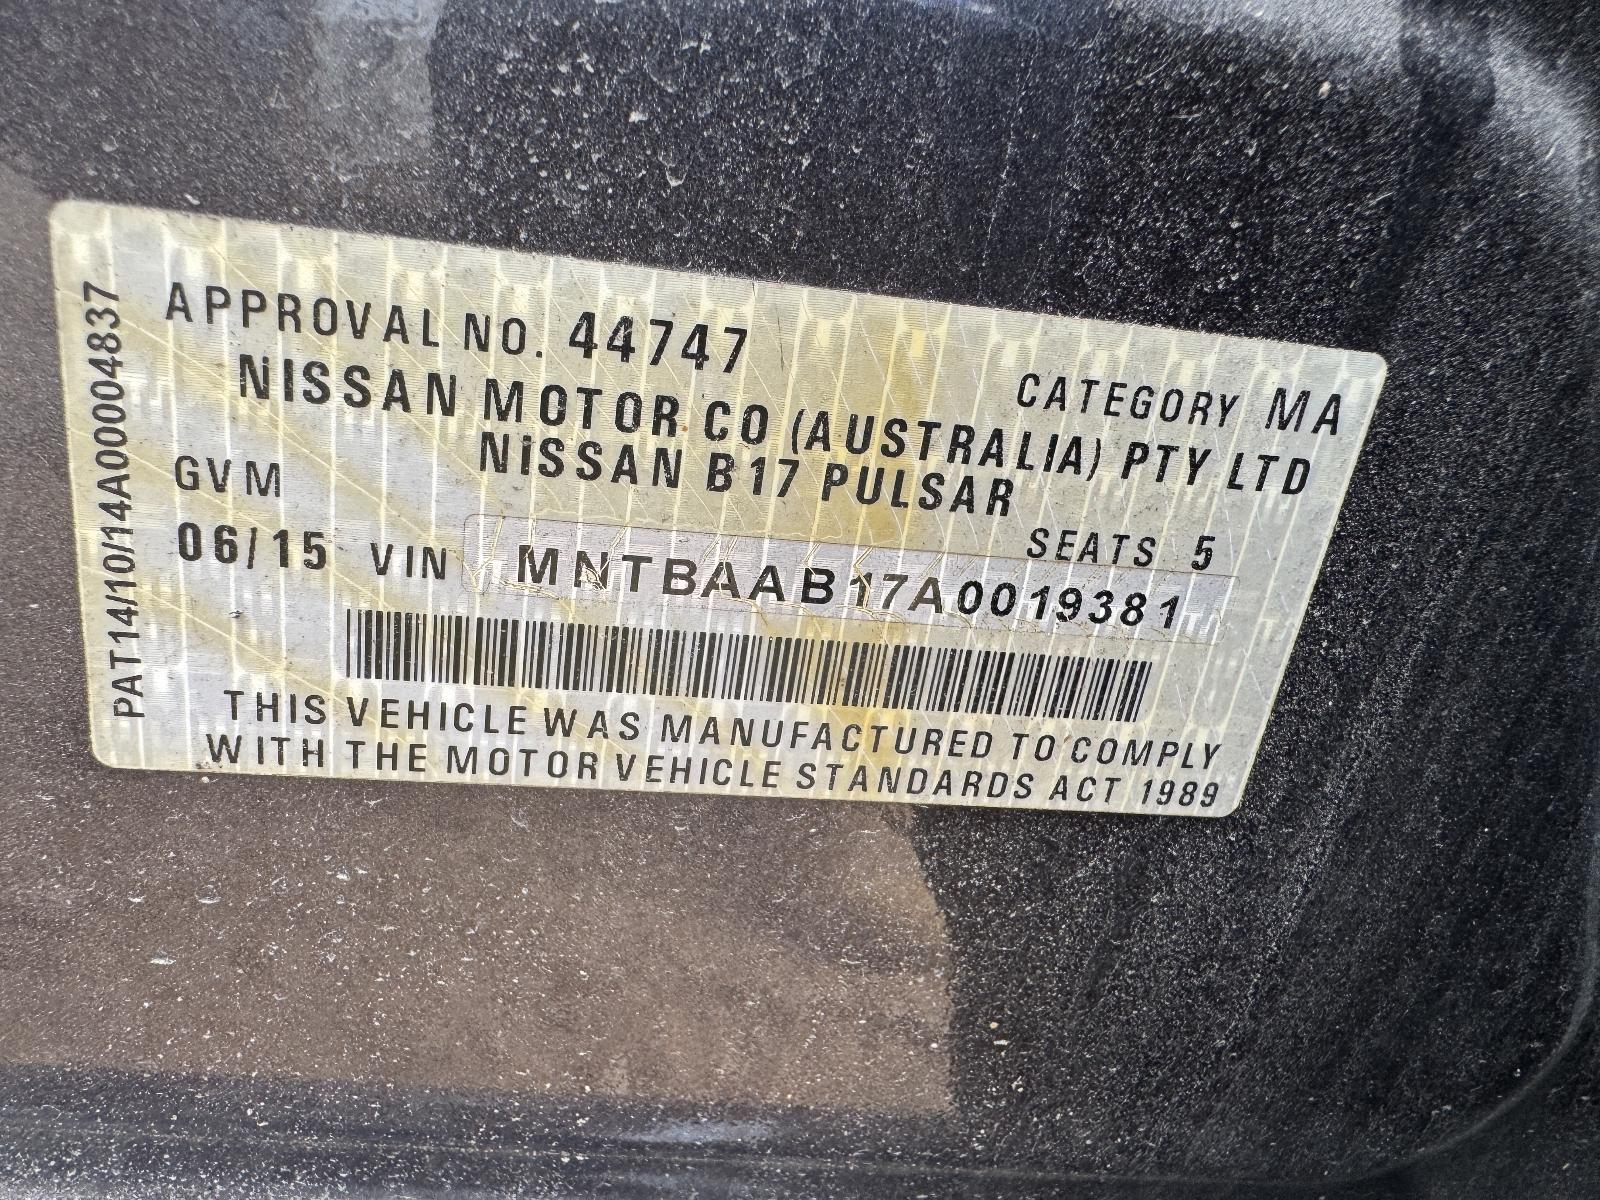 APPROVAL NO. 44747
CATEGORY MA
NISSAN MOTOR CO (AUSTRALIA) PTY LTD
NISSAN B17 PULSAR
GVM
SEATS 5
06/15 VIN MNTBAAB17A0019381
THIS VEHICLE WAS MANUFACTURED TO COMPLY
WITH THE MOTOR VEHICLE STANDARDS ACT 1989
PAT14/10/14A0004837